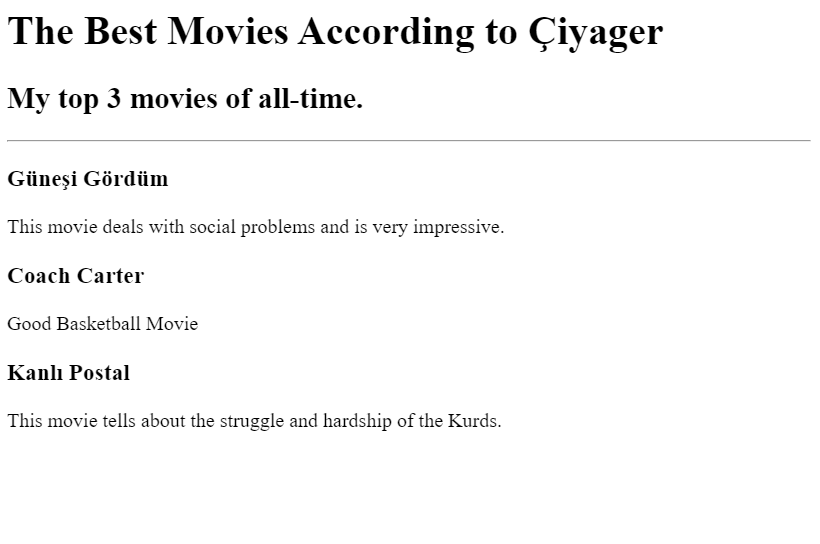 The Best Movies According to Çiyager
My top 3 movies of all-time.
Güneşi Gördüm
This movie deals with social problems and is very impressive.
Coach Carter
Good Basketball Movie
Kanlı Postal
This movie tells about the struggle and hardship of the Kurds.